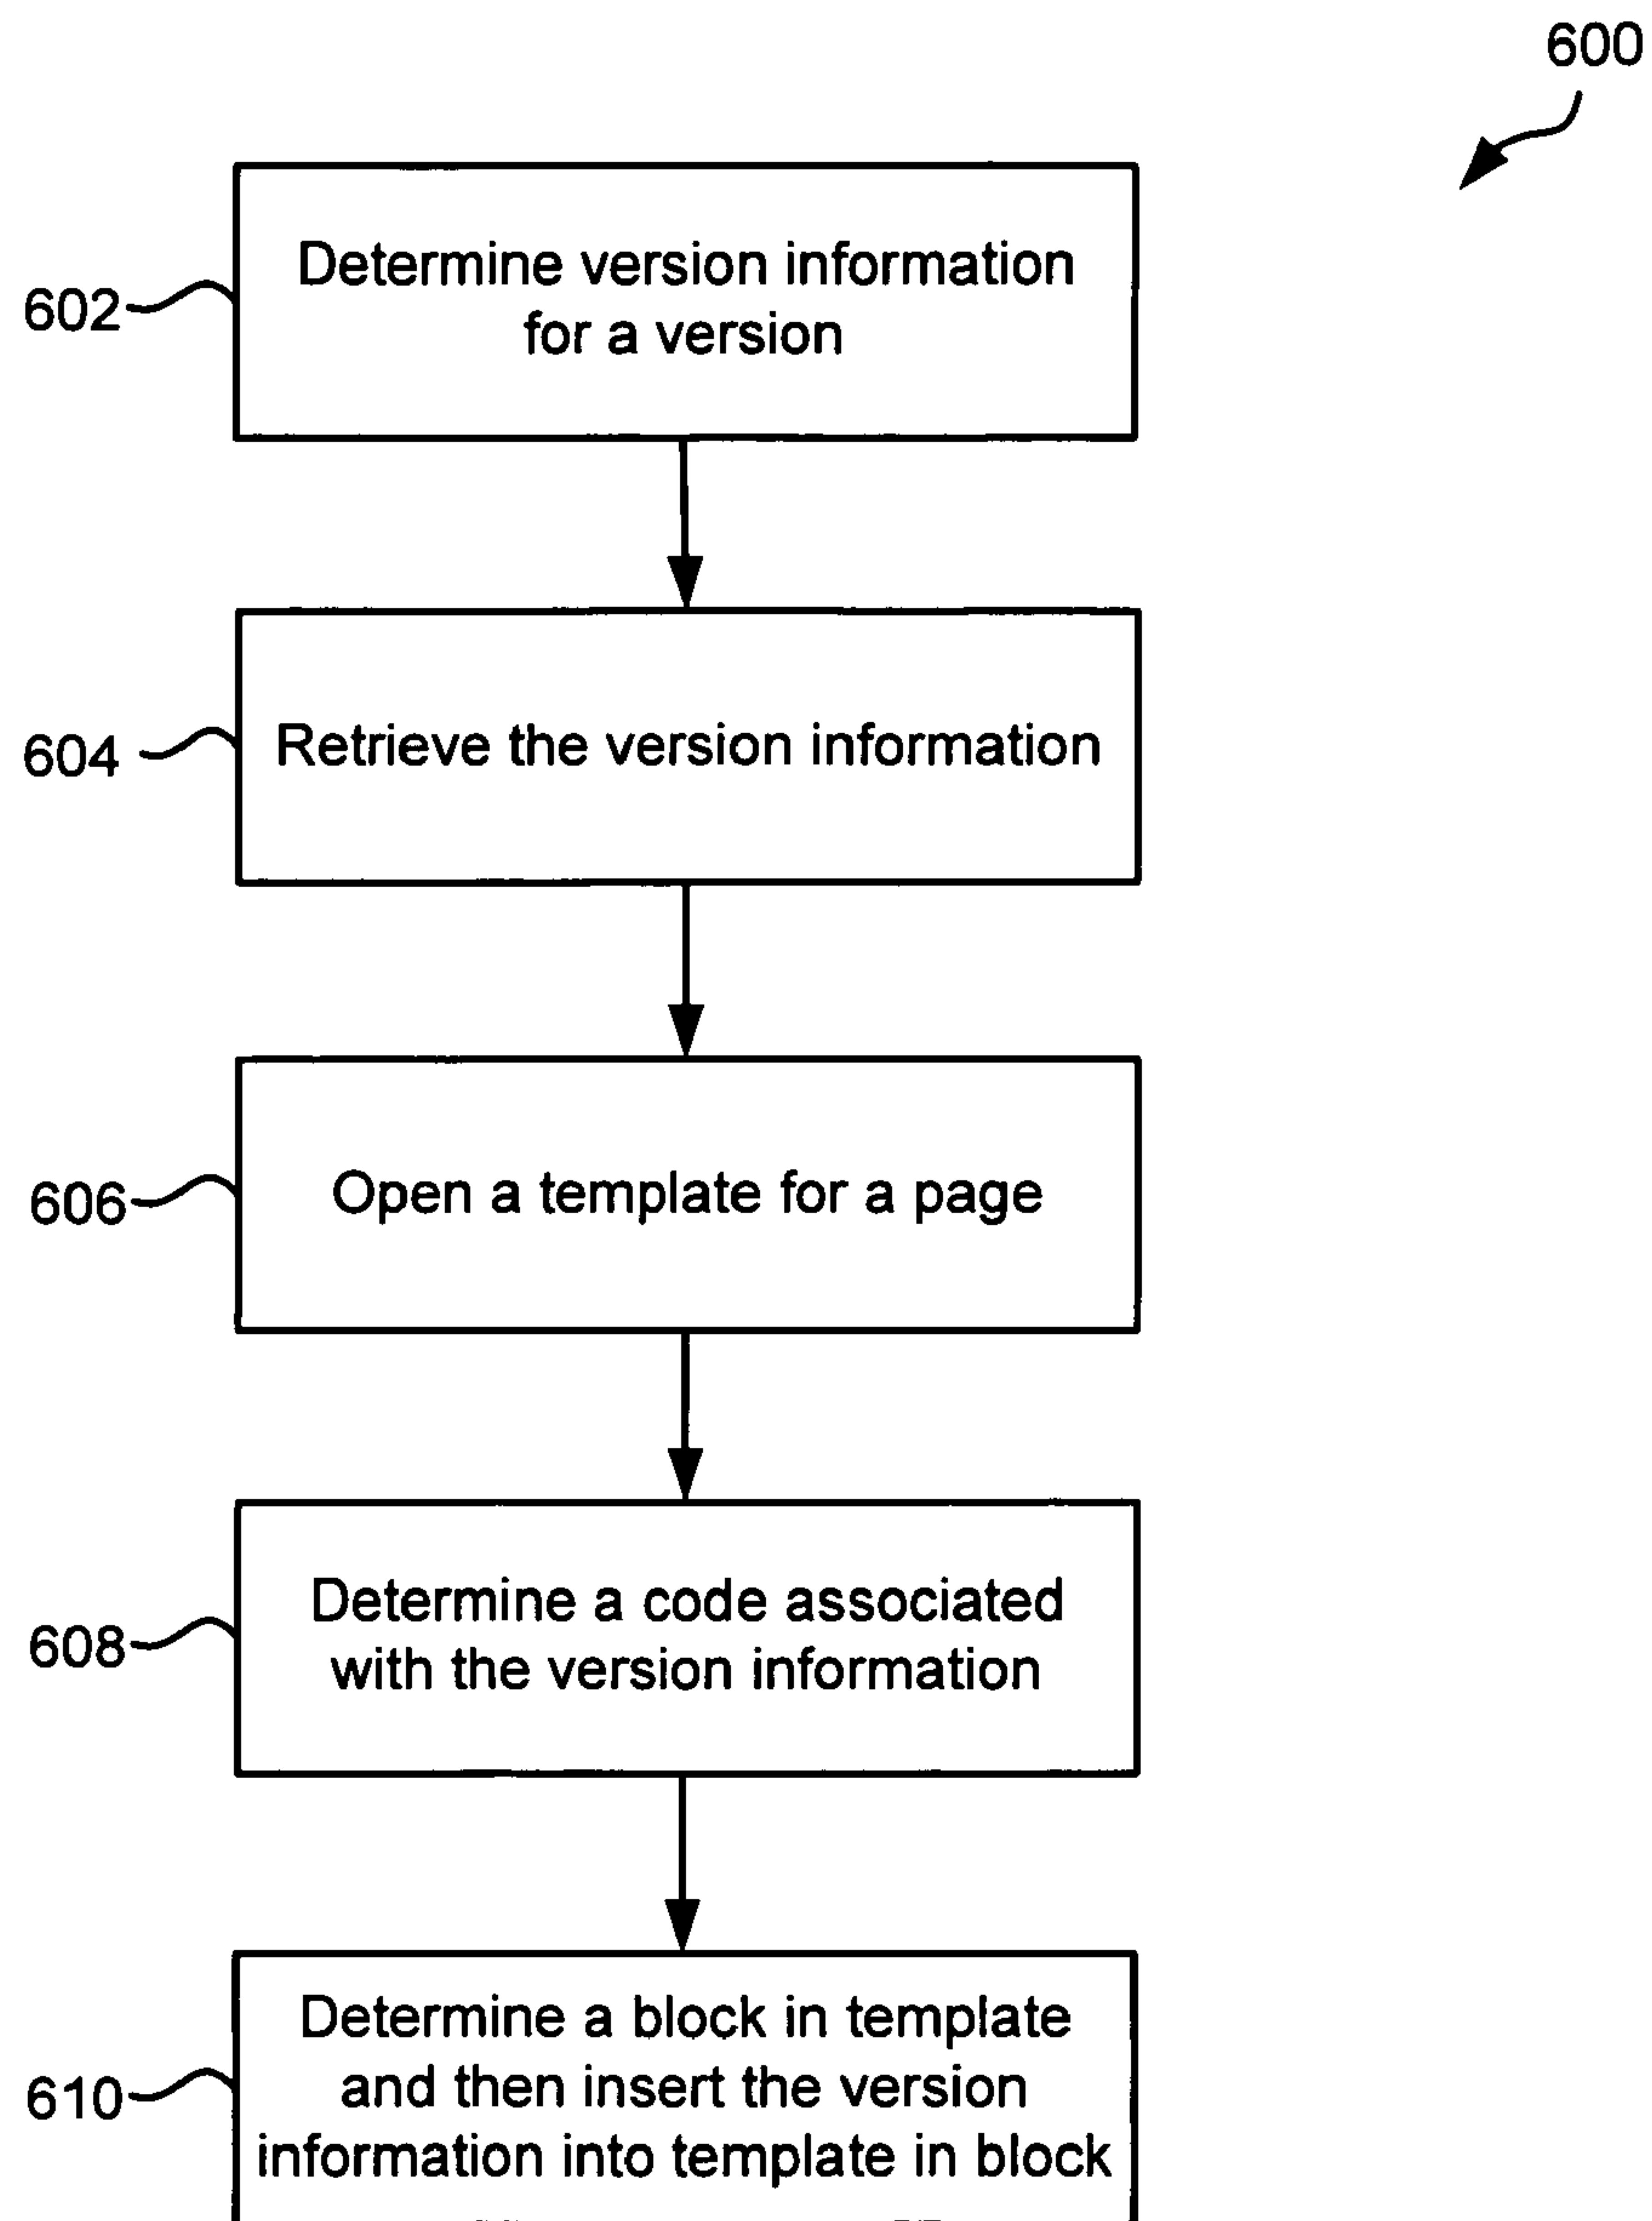 600
Determine version information
for a version
602
Retrieve the version information
604
Open a template for a page
606
Determine a code associated
with the version information
608
Determine a block in template
and then insert the version
information into template in block
610